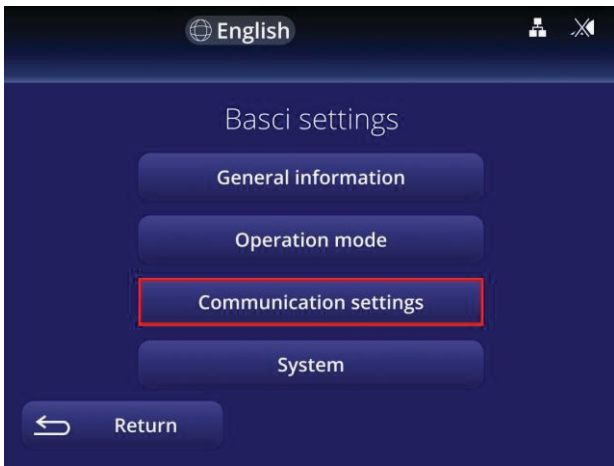 English
Basci settings
General information
Operation mode
Communication settings
System
Return